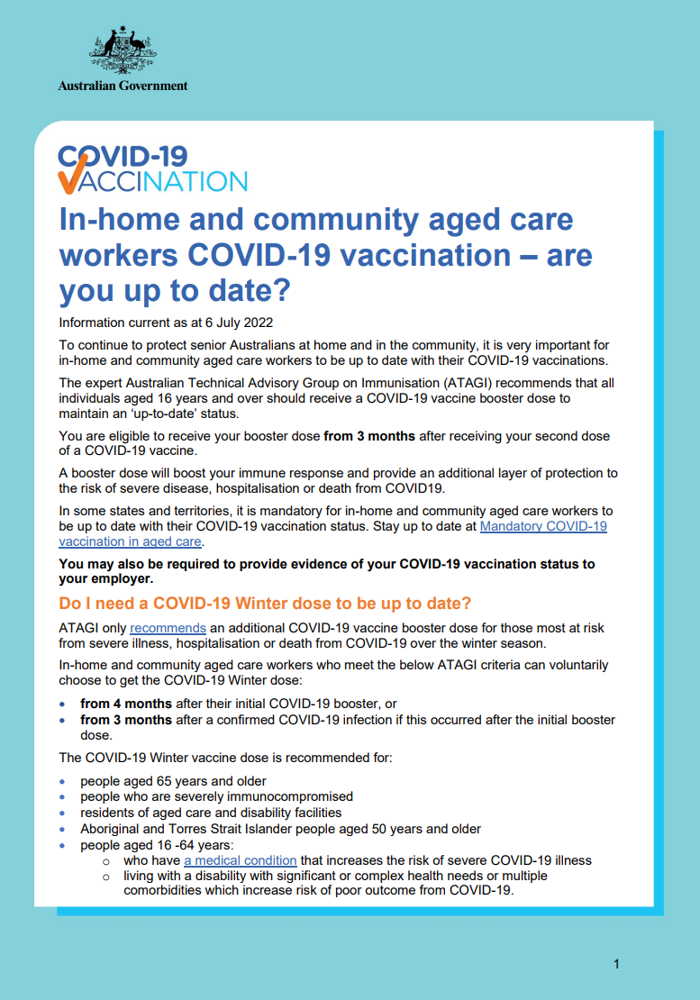 Australian Government
COVID-19
VACCINATION
In-home and community aged care
workers COVID-19 vaccination – are
you up to date?
Information current as at 6 July 2022
To continue to protect senior Australians at home and in the community, it is very important for
in-home and community aged care workers to be up to date with their COVID-19 vaccinations.
The expert Australian Technical Advisory Group on Immunisation (ATAGI) recommends that all
individuals aged 16 years and over should receive a COVID-19 vaccine booster dose to
maintain an ‘up-to-date’ status.
You are eligible to receive your booster dose from 3 months after receiving your second dose
of a COVID-19 vaccine.
A booster dose will boost your immune response and provide an additional layer of protection to
the risk of severe disease, hospitalisation or death from COVID19.
In some states and territories, it is mandatory for in-home and community aged care workers to
be up to date with their COVID-19 vaccination status. Stay up to date at Mandatory COVID-19
vaccination in aged care.
You may also be required to provide evidence of your COVID-19 vaccination status to
your employer.
Do I need a COVID-19 Winter dose to be up to date?
ATAGI only recommends an additional COVID-19 vaccine booster dose for those most at risk
from severe illness, hospitalisation or death from COVID-19 over the winter season.
In-home and community aged care workers who meet the below ATAGI criteria can voluntarily
choose to get the COVID-19 Winter dose:
• from 4 months after their initial COVID-19 booster, or
• from 3 months after a confirmed COVID-19 infection if this occurred after the initial booster
dose.
The COVID-19 Winter vaccine dose is recommended for:
• people aged 65 years and older
• people who are severely immunocompromised
• residents of aged care and disability facilities
• Aboriginal and Torres Strait Islander people aged 50 years and older
• people aged 16 -64 years:
o who have a medical condition that increases the risk of severe COVID-19 illness
o living with a disability with significant or complex health needs or multiple
comorbidities which increase risk of poor outcome from COVID-19.
1